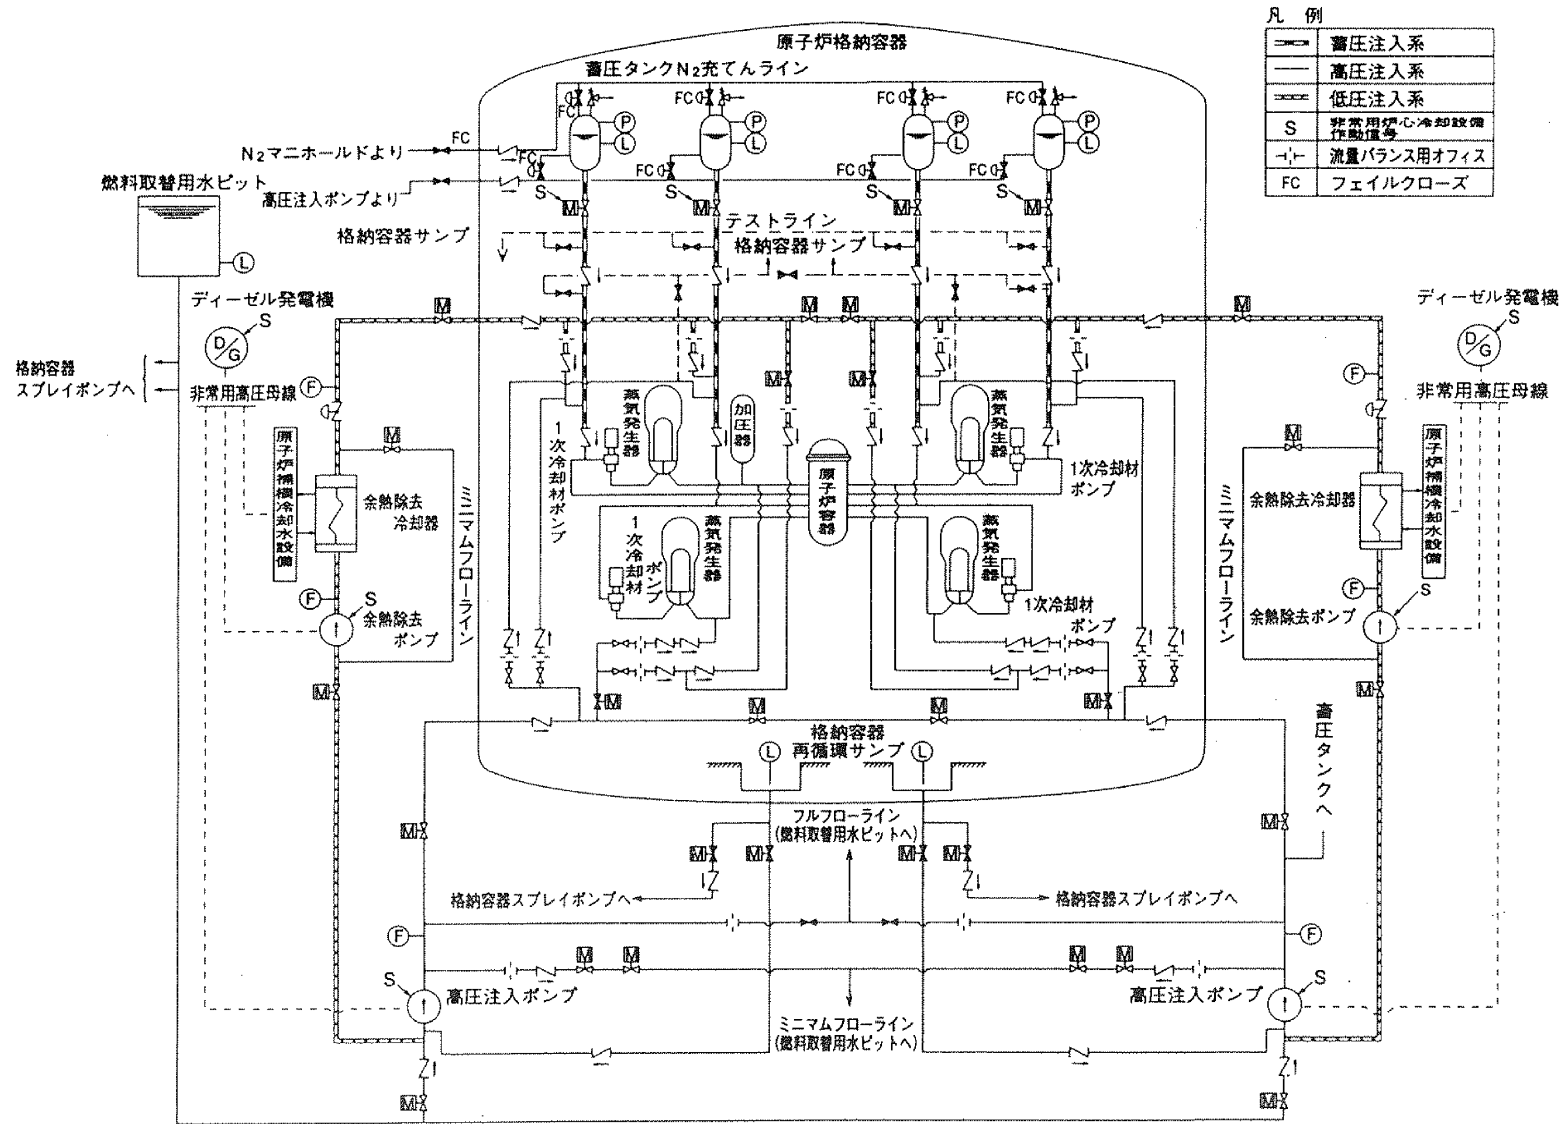 凡 例
蓄圧注入系
高圧注入系
低圧注入系
S
非常用炉心冷却設備
作動信号
流量バランス用オフィス
FC
フェイルクローズ
原子炉格納容器
蓄圧タンクN₂充てんライン
FC
FC
FC
FC
P
L
P
L
P
L
P
L
N₂マニホールドより
FC
FC
FC
FC
FC
高圧注入ポンプより
燃料取替用水ピット
L
S
M
S
M
S
M
S
M
テストライン
格納容器サンプ
格納容器サンプ
ディーゼル発電機
S
D/G
M
M
M
M
ディーゼル発電機
S
D/G
格納容器
スプレイポンプへ
F
非常用高圧母線
M
M
F
非常用高圧母線
M
M
原子炉補機冷却水設備
余熱除去
冷却器
ミニマムフローライン
1次冷却材ポンプ
蒸気発生器
加圧器
原子炉容器
蒸気発生器
1次冷却材
ポンプ
ミニマムフローライン
余熱除去冷却器
原子炉補機冷却水設備
1次冷却材
ポンプ
蒸気発生器
蒸気発生器
1次冷却材
ポンプ
F
S
余熱除去
ポンプ
F
S
余熱除去ポンプ
M
M
M
M
M
M
格納容器
再循環サンプ
L
L
蓄圧タンクへ
フルフローライン
(燃料取替用水ピットへ)
M
M
M
M
M
M
格納容器スプレイポンプへ
格納容器スプレイポンプへ
F
F
M
M
M
M
S
高圧注入ポンプ
高圧注入ポンプ
S
ミニマムフローライン
(燃料取替用水ピットへ)
M
M